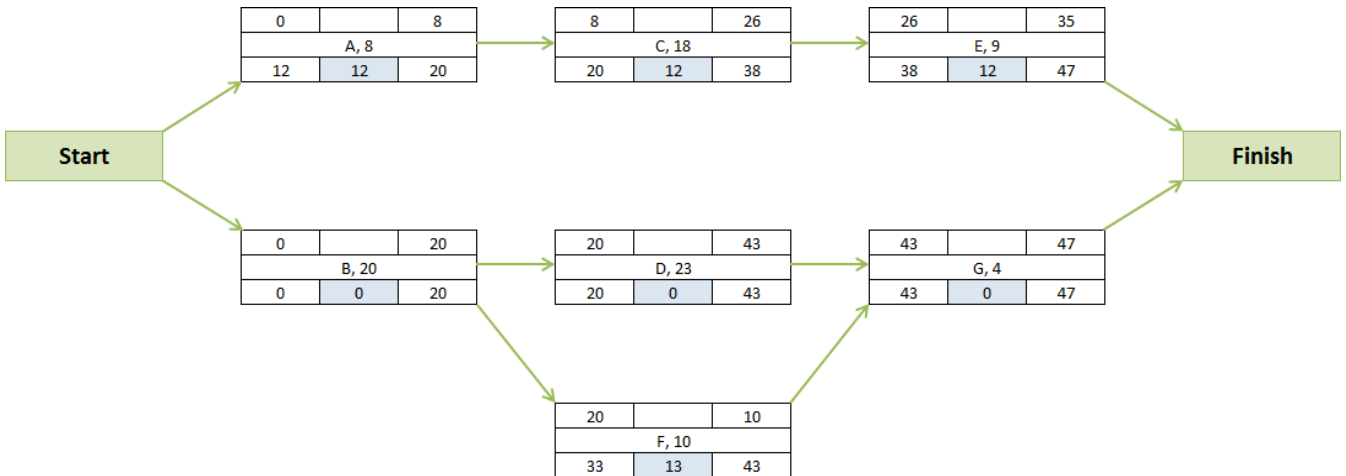 0 8 8 26 26 35
A, 8 C, 18 E, 9
12 12 20 20 12 38 38 12 47
Start Finish
0 20 20 43 43 47
B, 20 D, 23 G, 4
0 0 20 20 0 43 43 0 47
20 10
F, 10
33 13 43